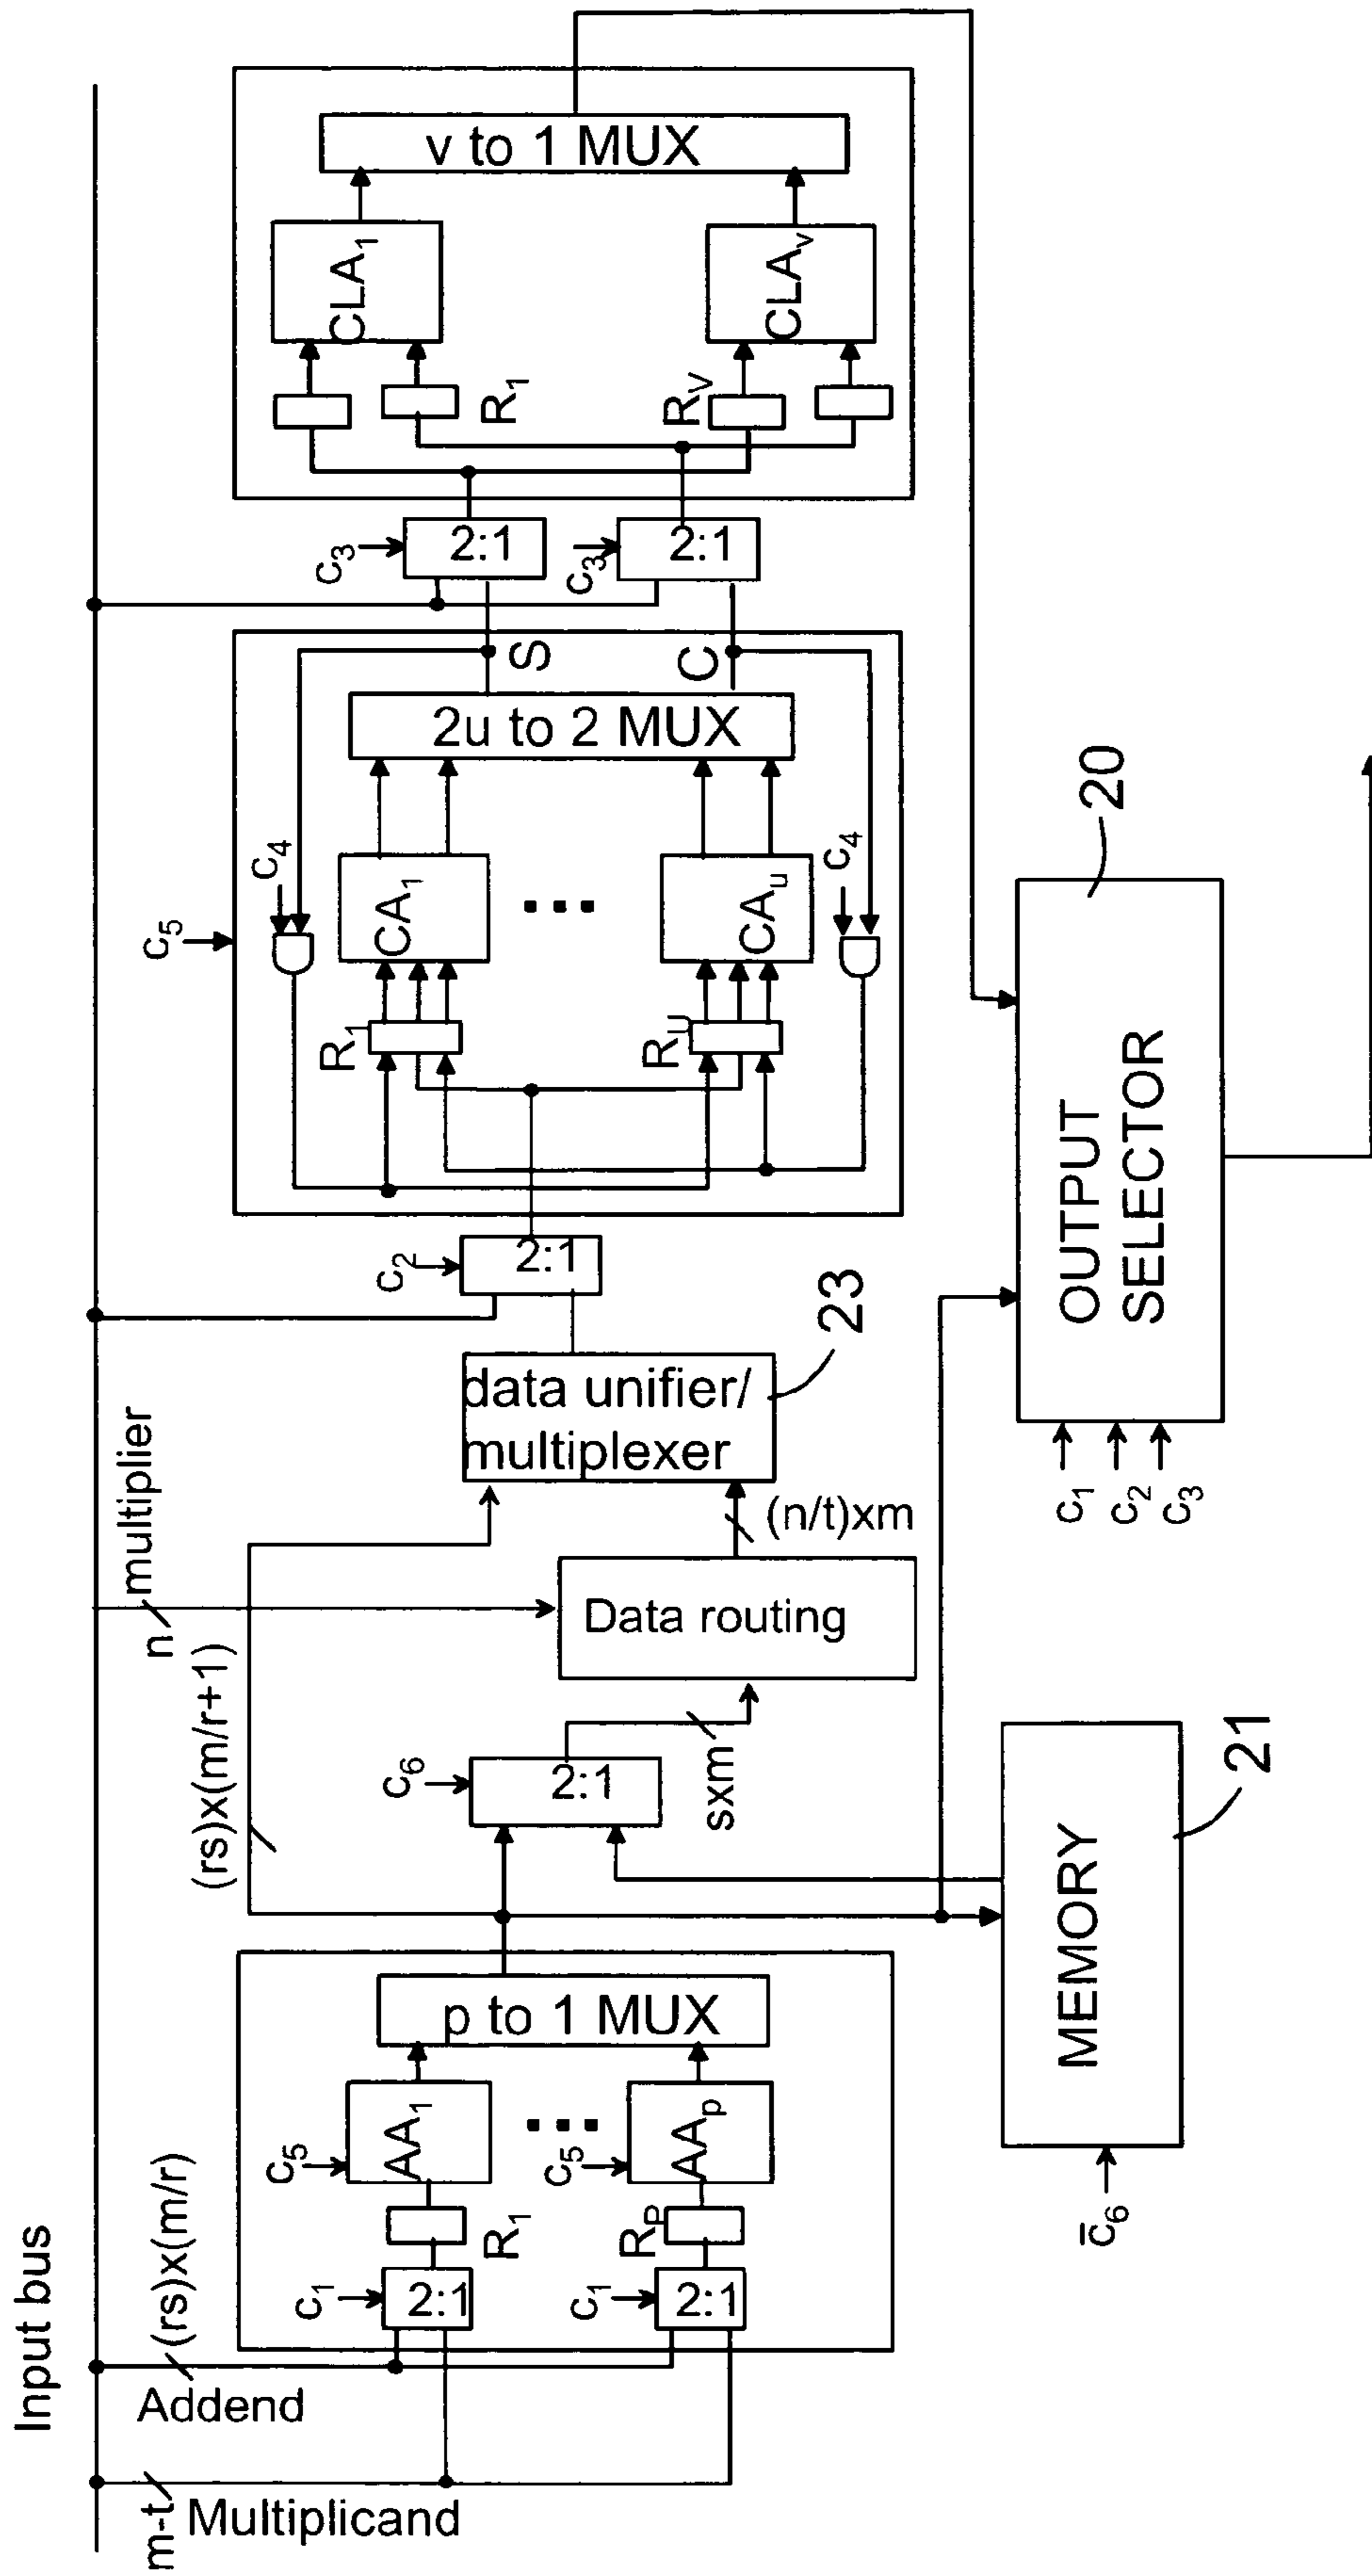 Input bus
m-t
Multiplicand
Addend
(rs)x(m/r)
c1
2:1
R1
c5
AA1
c1
2:1
RP
c5
AAp
p to 1 MUX
(rs)x(m/r+1)
n
multiplier
c6
2:1
sxm
Data routing
(n/t)xm
data unifier/
multiplexer
23
c2
2:1
c5
R1
CA1
c4
RU
CAu
c4
2u to 2 MUX
S
C
c3
2:1
c3
2:1
R1
CLA1
RV
CLAv
v to 1 MUX
c̅6
MEMORY
21
c1
c2
c3
OUTPUT
SELECTOR
20